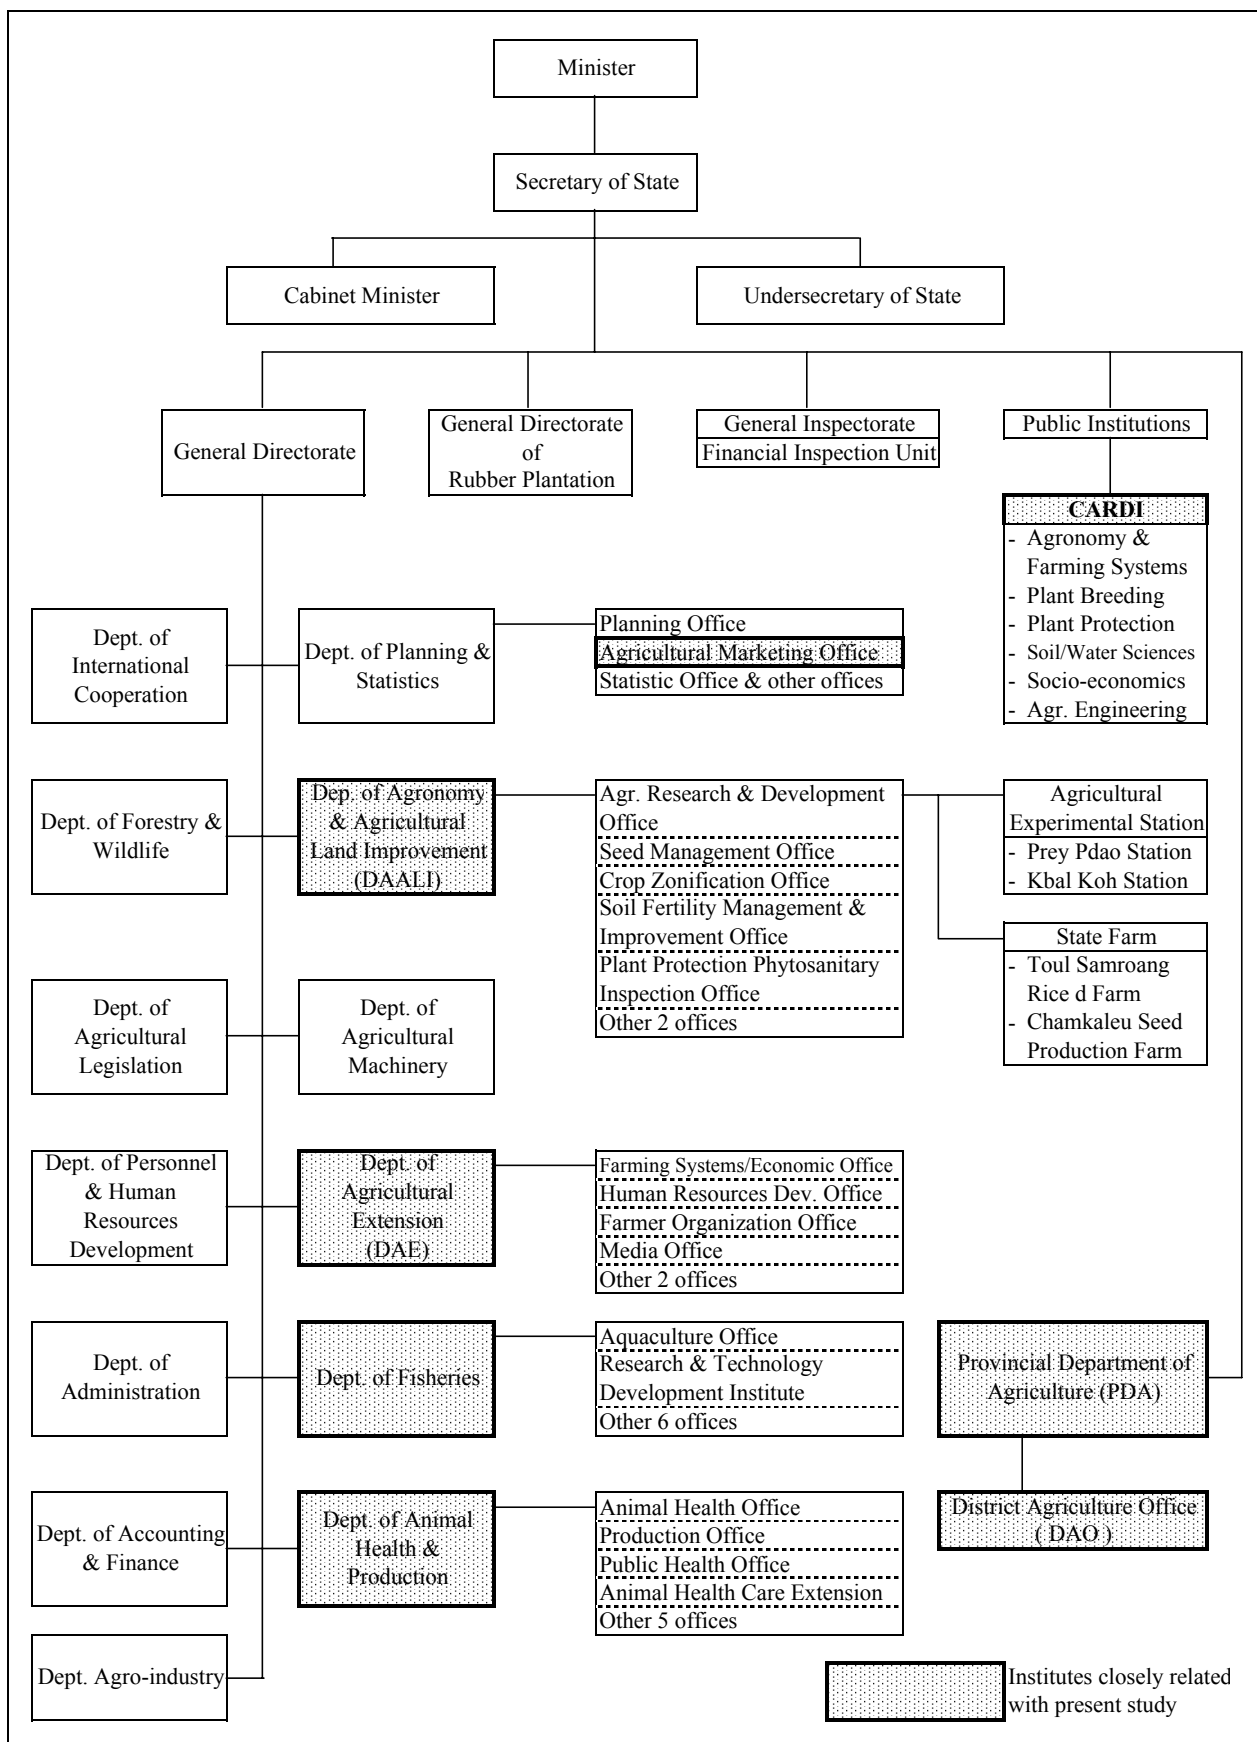 Minister
Secretary of State
Cabinet Minister
Undersecretary of State
General Directorate
General Directorate
of
Rubber Plantation
General Inspectorate
Financial Inspection Unit
Public Institutions
CARDI
- Agronomy &
Farming Systems
- Plant Breeding
- Plant Protection
- Soil/Water Sciences
- Socio-economics
- Agr. Engineering
Dept. of
International
Cooperation
Dept. of Planning &
Statistics
Planning Office
Agricultural Marketing Office
Statistic Office & other offices
Dept. of Forestry &
Wildlife
Dep. of Agronomy
& Agricultural
Land Improvement
(DAALI)
Agr. Research & Development
Office
Seed Management Office
Crop Zonification Office
Soil Fertility Management &
Improvement Office
Plant Protection Phytosanitary
Inspection Office
Other 2 offices
Agricultural
Experimental Station
- Prey Pdao Station
- Kbal Koh Station
State Farm
- Toul Samroang
Rice d Farm
- Chamkaleu Seed
Production Farm
Dept. of
Agricultural
Legislation
Dept. of
Agricultural
Machinery
Dept. of Personnel
& Human
Resources
Development
Dept. of
Agricultural
Extension
(DAE)
Farming Systems/Economic Office
Human Resources Dev. Office
Farmer Organization Office
Media Office
Other 2 offices
Dept. of
Administration
Dept. of Fisheries
Aquaculture Office
Research & Technology
Development Institute
Other 6 offices
Provincial Department of
Agriculture (PDA)
Dept. of Accounting
& Finance
Dept. of Animal
Health &
Production
Animal Health Office
Production Office
Public Health Office
Animal Health Care Extension
Other 5 offices
District Agriculture Office
( DAO )
Dept. Agro-industry
Institutes closely related
with present study